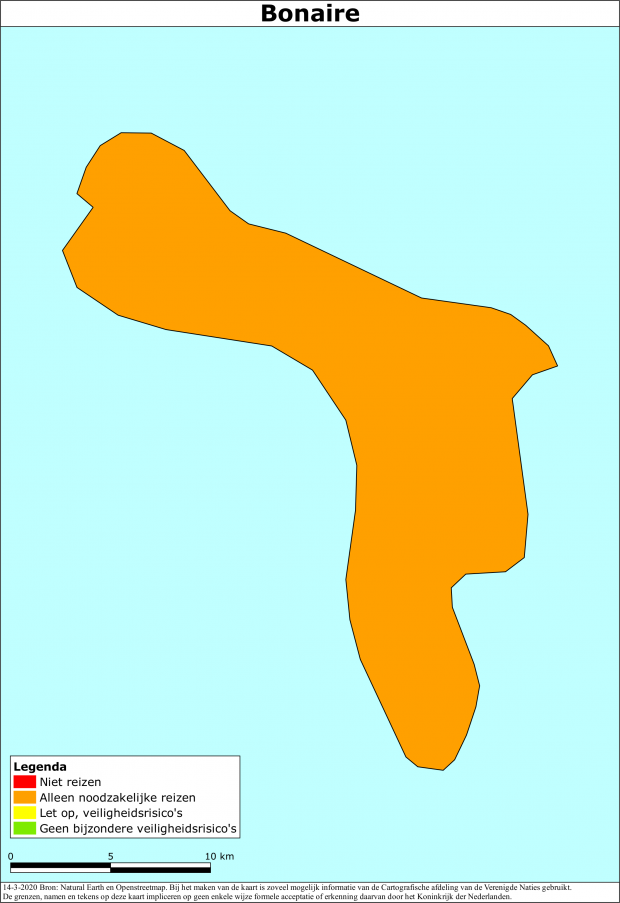 Bonaire
Legenda
Niet reizen
Alleen noodzakelijke reizen
Let op, veiligheidsrisico's
Geen bijzondere veiligheidsrisico's
0 5 10 km
14-3-2020 Bron: Natural Earth en Openstreetmap. Bij het maken van de kaart is zoveel mogelijk informatie van de Cartografische afdeling van de Verenigde Naties gebruikt.
De grenzen, namen en tekens op deze kaart impliceren op geen enkele wijze formele acceptatie of erkenning daarvan door het Koninkrijk der Nederlanden.